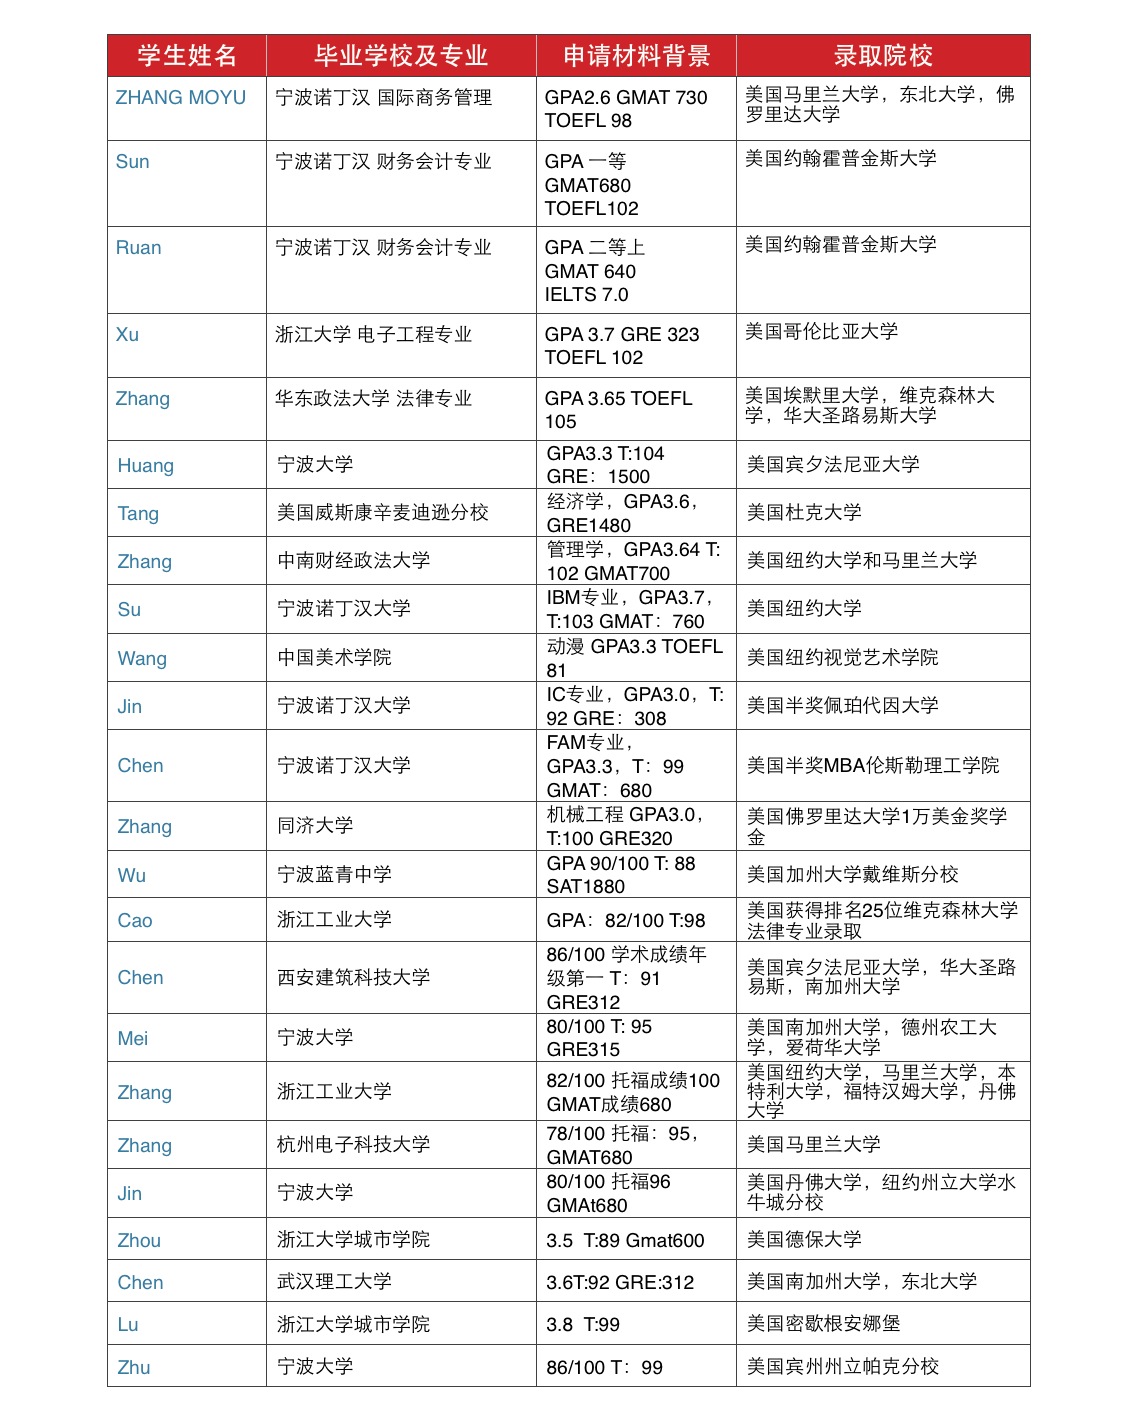 学生姓名 毕业学校及专业 申请材料背景 录取院校
ZHANG MOYU 宁波诺丁汉 国际商务管理 GPA2.6 GMAT 730
TOEFL 98 美国马里兰大学，东北大学，佛
罗里达大学
Sun 宁波诺丁汉 财务会计专业 GPA 一等
GMAT680
TOEFL102 美国约翰霍普金斯大学
Ruan 宁波诺丁汉 财务会计专业 GPA 二等上
GMAT 640
IELTS 7.0 美国约翰霍普金斯大学
Xu 浙江大学 电子工程专业 GPA 3.7 GRE 323
TOEFL 102 美国哥伦比亚大学
Zhang 华东政法大学 法律专业 GPA 3.65 TOEFL
105 美国埃默里大学，维克森林大
学，华大圣路易斯大学
Huang 宁波大学 GPA3.3 T:104
GRE：1500 美国宾夕法尼亚大学
Tang 美国威斯康辛麦迪逊分校 经济学，GPA3.6，
GRE1480 美国杜克大学
Zhang 中南财经政法大学 管理学，GPA3.64 T:
102 GMAT700 美国纽约大学和马里兰大学
Su 宁波诺丁汉大学 IBM专业，GPA3.7，
T:103 GMAT：760 美国纽约大学
Wang 中国美术学院 动漫 GPA3.3 TOEFL
81 美国纽约视觉艺术学院
Jin 宁波诺丁汉大学 IC专业，GPA3.0，T:
92 GRE：308 美国半奖佩珀代因大学
Chen 宁波诺丁汉大学 FAM专业，
GPA3.3，T：99
GMAT：680 美国半奖MBA伦斯勒理工学院
Zhang 同济大学 机械工程 GPA3.0，
T:100 GRE320 美国佛罗里达大学1万美金奖学
金
Wu 宁波蓝青中学 GPA 90/100 T: 88
SAT1880 美国加州大学戴维斯分校
Cao 浙江工业大学 GPA：82/100 T:98 美国获得排名25位维克森林大学
法律专业录取
Chen 西安建筑科技大学 86/100 学术成绩年
级第一 T：91
GRE312 美国宾夕法尼亚大学，华大圣路
易斯，南加州大学
Mei 宁波大学 80/100 T: 95
GRE315 美国南加州大学，德州农工大
学，爱荷华大学
Zhang 浙江工业大学 82/100 托福成绩100
GMAT成绩680 美国纽约大学，马里兰大学，本
特利大学，福特汉姆大学，丹佛
大学
Zhang 杭州电子科技大学 78/100 托福：95，
GMAT680 美国马里兰大学
Jin 宁波大学 80/100 托福96
GMAt680 美国丹佛大学，纽约州立大学水
牛城分校
Zhou 浙江大学城市学院 3.5 T:89 Gmat600 美国德保大学
Chen 武汉理工大学 3.6T:92 GRE:312 美国南加州大学，东北大学
Lu 浙江大学城市学院 3.8 T:99 美国密歇根安娜堡
Zhu 宁波大学 86/100 T：99 美国宾州州立帕克分校